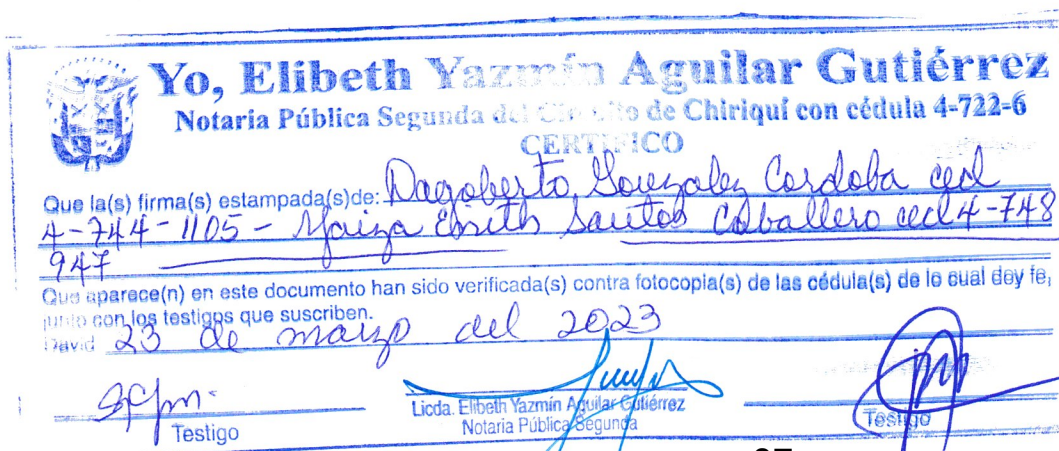 Yo, Elibeth Yazmín Aguilar Gutiérrez
Notaria Pública Segunda del Circuito de Chiriquí con cédula 4-722-6
CERTIFICO
Que la(s) firma(s) estampada(s)de: Dagoberto Gonzalez Cordoba ced
4-744-1105 - Yaiza Edith Santos Caballero ced 4-748
947
Que aparece(n) en este documento han sido verificada(s) contra fotocopia(s) de las cédula(s) de lo cual doy fe,
junto con los testigos que suscriben.
David 23 de marzo del 2023
Testigo
Licda. Elibeth Yazmín Aguilar Gutiérrez
Notaria Pública Segunda
Testigo